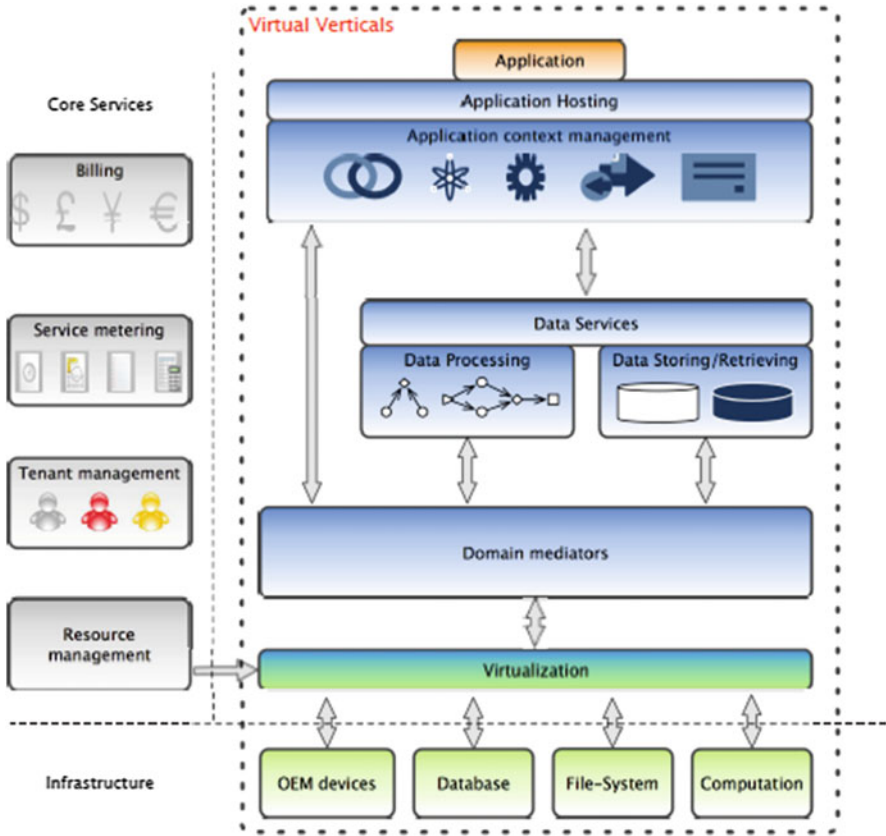 Virtual Verticals
Application
Application Hosting
Application context management
Core Services
Billing
$ £ ¥ €
Service metering
Tenant management
Resource
management
Data Services
Data Processing
Data Storing/Retrieving
Domain mediators
Virtualization
Infrastructure
OEM devices
Database
File-System
Computation